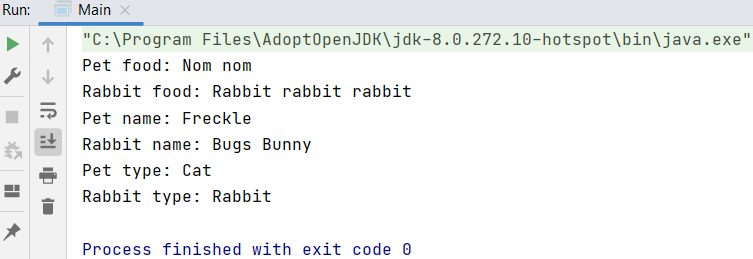 Run: Main
"C:\Program Files\AdoptOpenJDK\jdk-8.0.272.10-hotspot\bin\java.exe"
Pet food: Nom nom
Rabbit food: Rabbit rabbit rabbit
Pet name: Freckle
Rabbit name: Bugs Bunny
Pet type: Cat
Rabbit type: Rabbit
Process finished with exit code 0